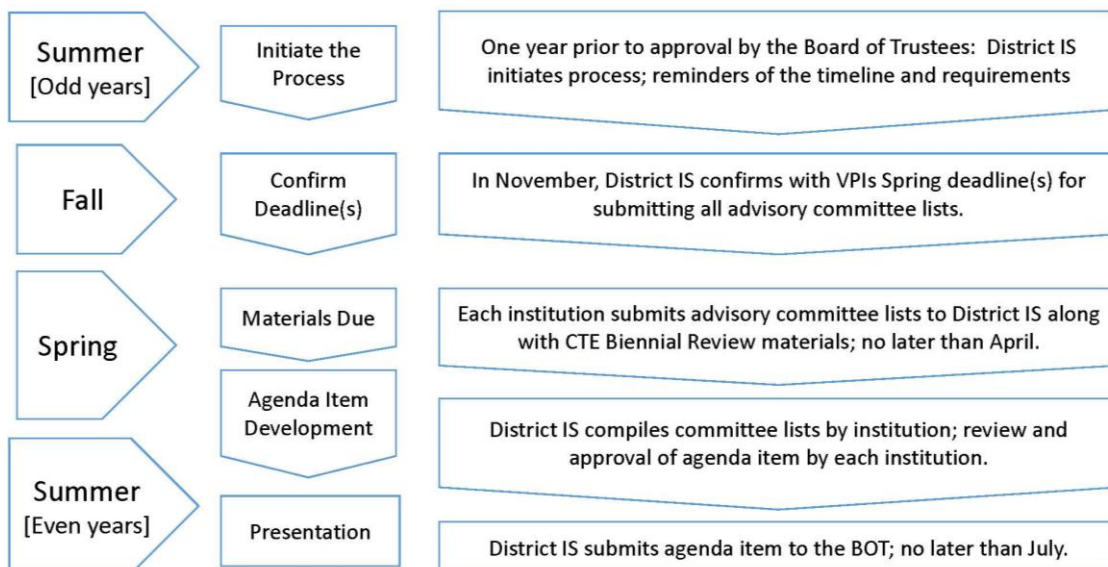 Summer
[Odd years]
Initiate the
Process
One year prior to approval by the Board of Trustees:  District IS
initiates process; reminders of the timeline and requirements
Fall
Confirm
Deadline(s)
In November, District IS confirms with VPIs Spring deadline(s) for
submitting all advisory committee lists.
Spring
Materials Due
Each institution submits advisory committee lists to District IS along
with CTE Biennial Review materials; no later than April.
Agenda Item
Development
District IS compiles committee lists by institution; review and
approval of agenda item by each institution.
Summer
[Even years]
Presentation
District IS submits agenda item to the BOT; no later than July.